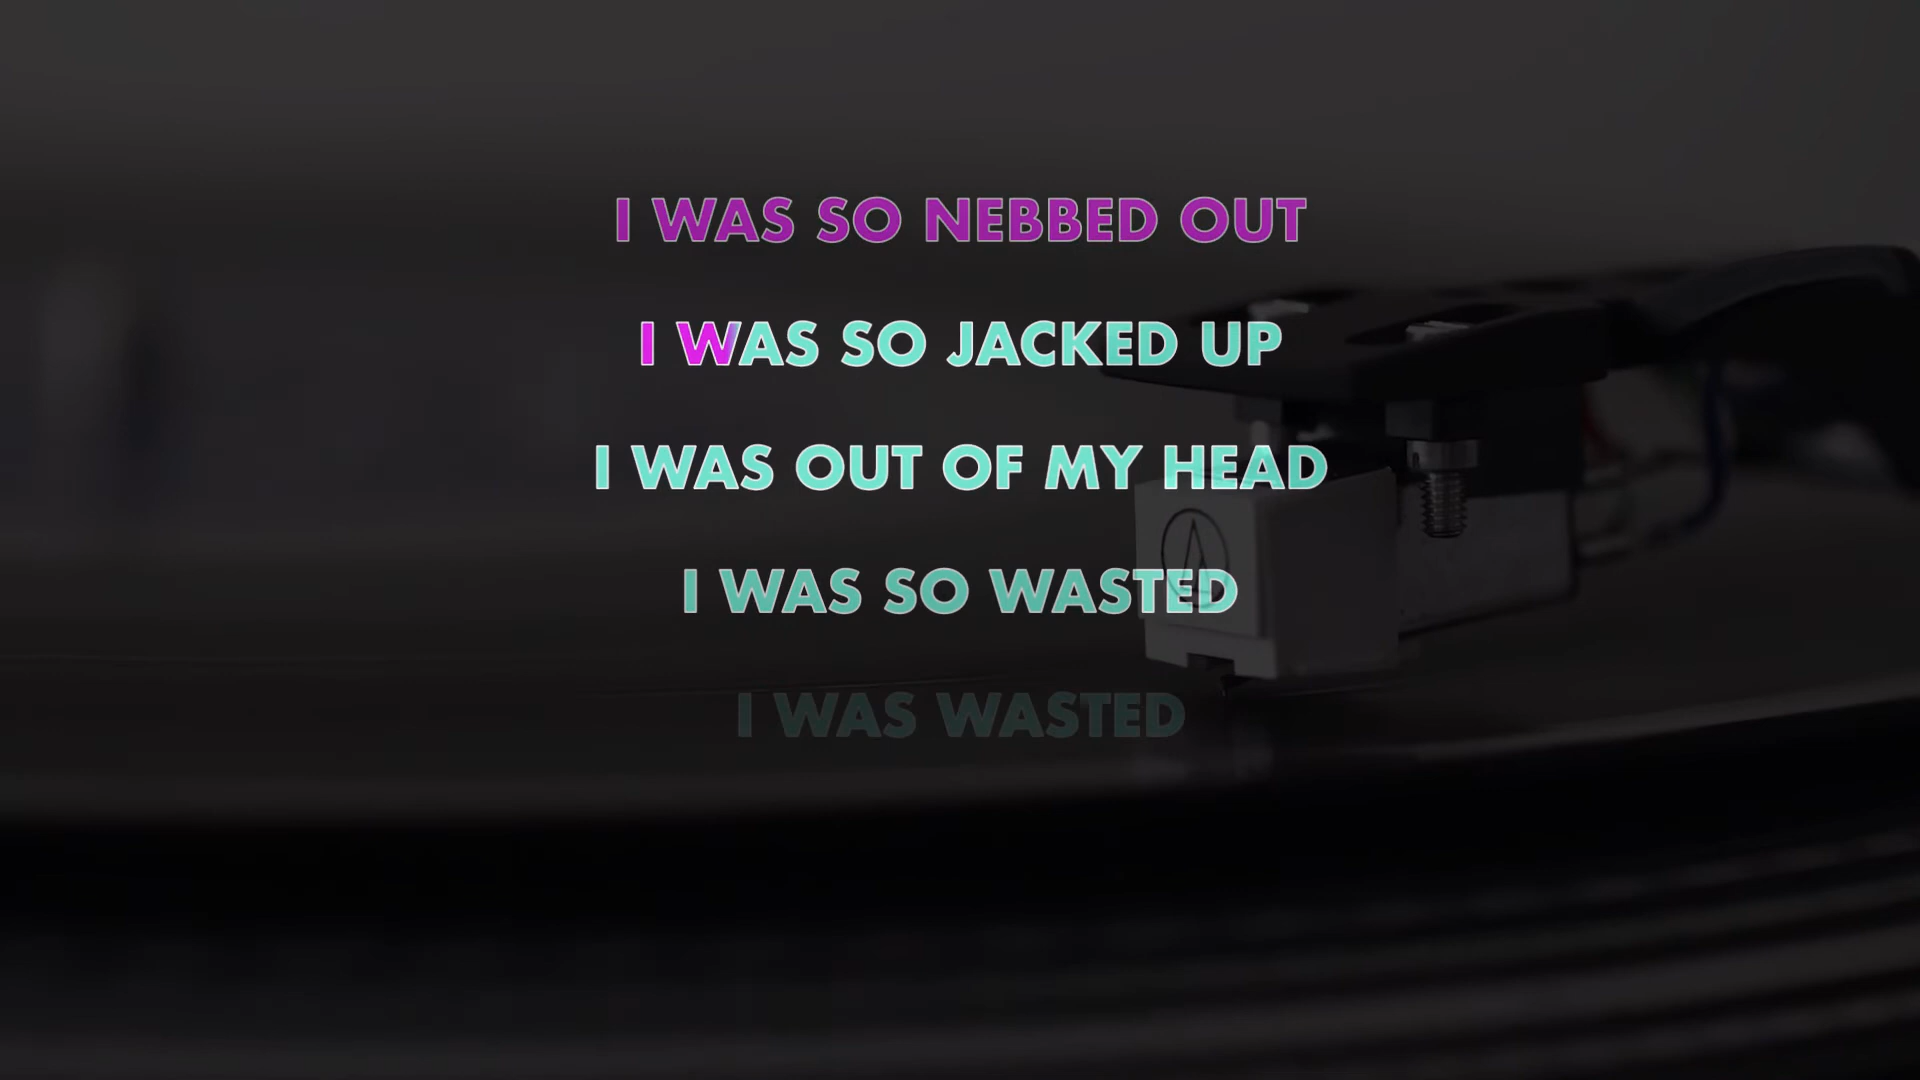 I WAS SO NEBBED OUT
I WAS SO JACKED UP
I WAS OUT OF MY HEAD
I WAS SO WASTED
I WAS WASTED